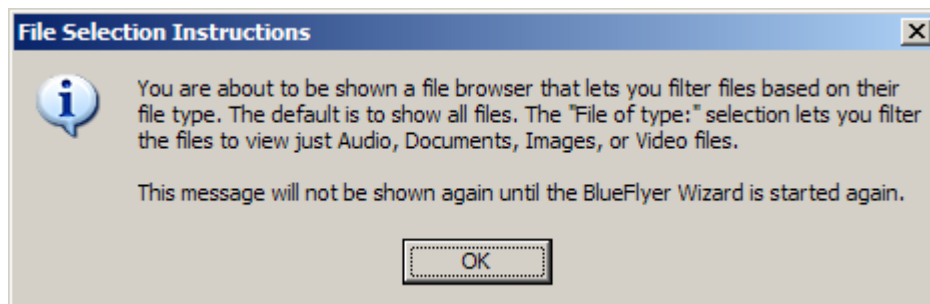 File Selection Instructions
You are about to be shown a file browser that lets you filter files based on their
file type. The default is to show all files. The "File of type:" selection lets you filter
the files to view just Audio, Documents, Images, or Video files.
This message will not be shown again until the BlueFlyer Wizard is started again.
OK